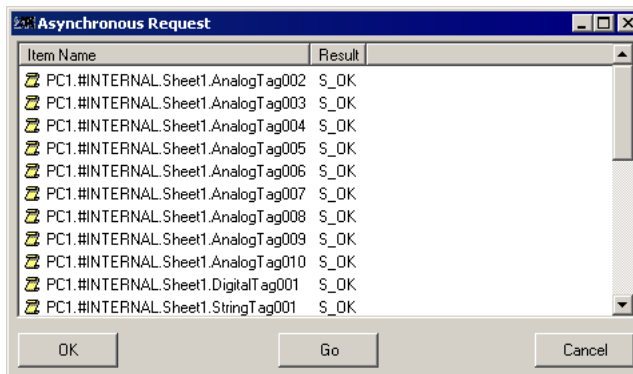 Asynchronous Request
Item Name Result
PC1.#INTERNAL.Sheet1.AnalogTag002 S_OK
PC1.#INTERNAL.Sheet1.AnalogTag003 S_OK
PC1.#INTERNAL.Sheet1.AnalogTag004 S_OK
PC1.#INTERNAL.Sheet1.AnalogTag005 S_OK
PC1.#INTERNAL.Sheet1.AnalogTag006 S_OK
PC1.#INTERNAL.Sheet1.AnalogTag007 S_OK
PC1.#INTERNAL.Sheet1.AnalogTag008 S_OK
PC1.#INTERNAL.Sheet1.AnalogTag009 S_OK
PC1.#INTERNAL.Sheet1.AnalogTag010 S_OK
PC1.#INTERNAL.Sheet1.DigitalTag001 S_OK
PC1.#INTERNAL.Sheet1.StringTag001 S_OK
OK Go Cancel